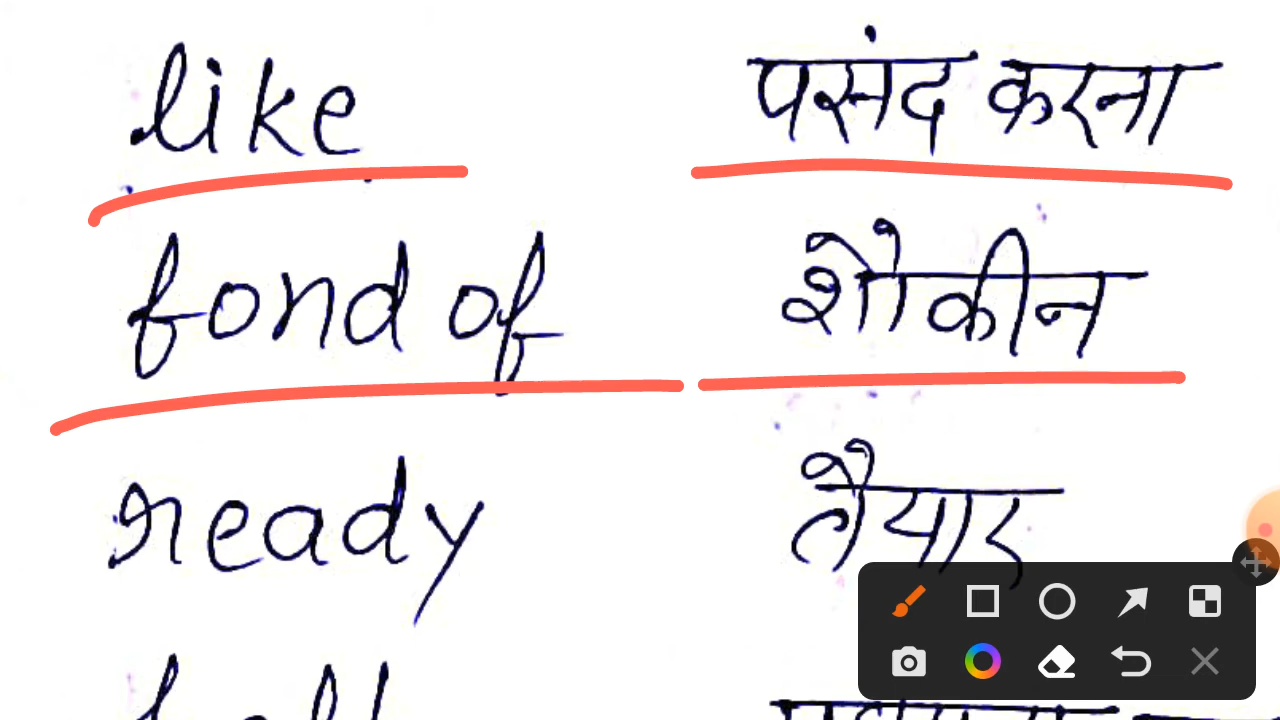 like पसंद करना
fond of शौकीन
ready तैयार